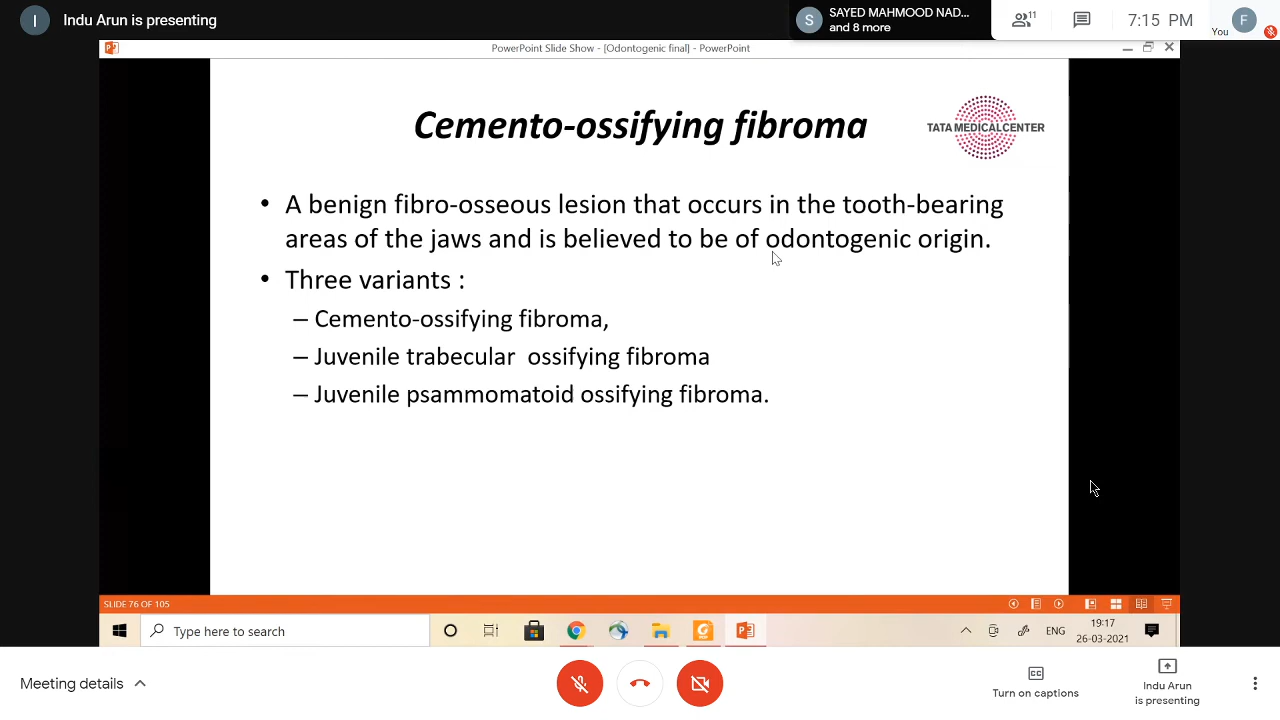 I
Indu Arun is presenting
S
SAYED MAHMOOD NAD...
and 8 more
11
7:15 PM
F
You
PowerPoint Slide Show - [Odontogenic final] - PowerPoint
Cemento-ossifying fibroma
TATA MEDICAL CENTER
• A benign fibro-osseous lesion that occurs in the tooth-bearing
areas of the jaws and is believed to be of odontogenic origin.
• Three variants :
– Cemento-ossifying fibroma,
– Juvenile trabecular ossifying fibroma
– Juvenile psammomatoid ossifying fibroma.
SLIDE 76 OF 105
Type here to search
ENG
19:17
26-03-2021
Meeting details
Turn on captions
Indu Arun
is presenting